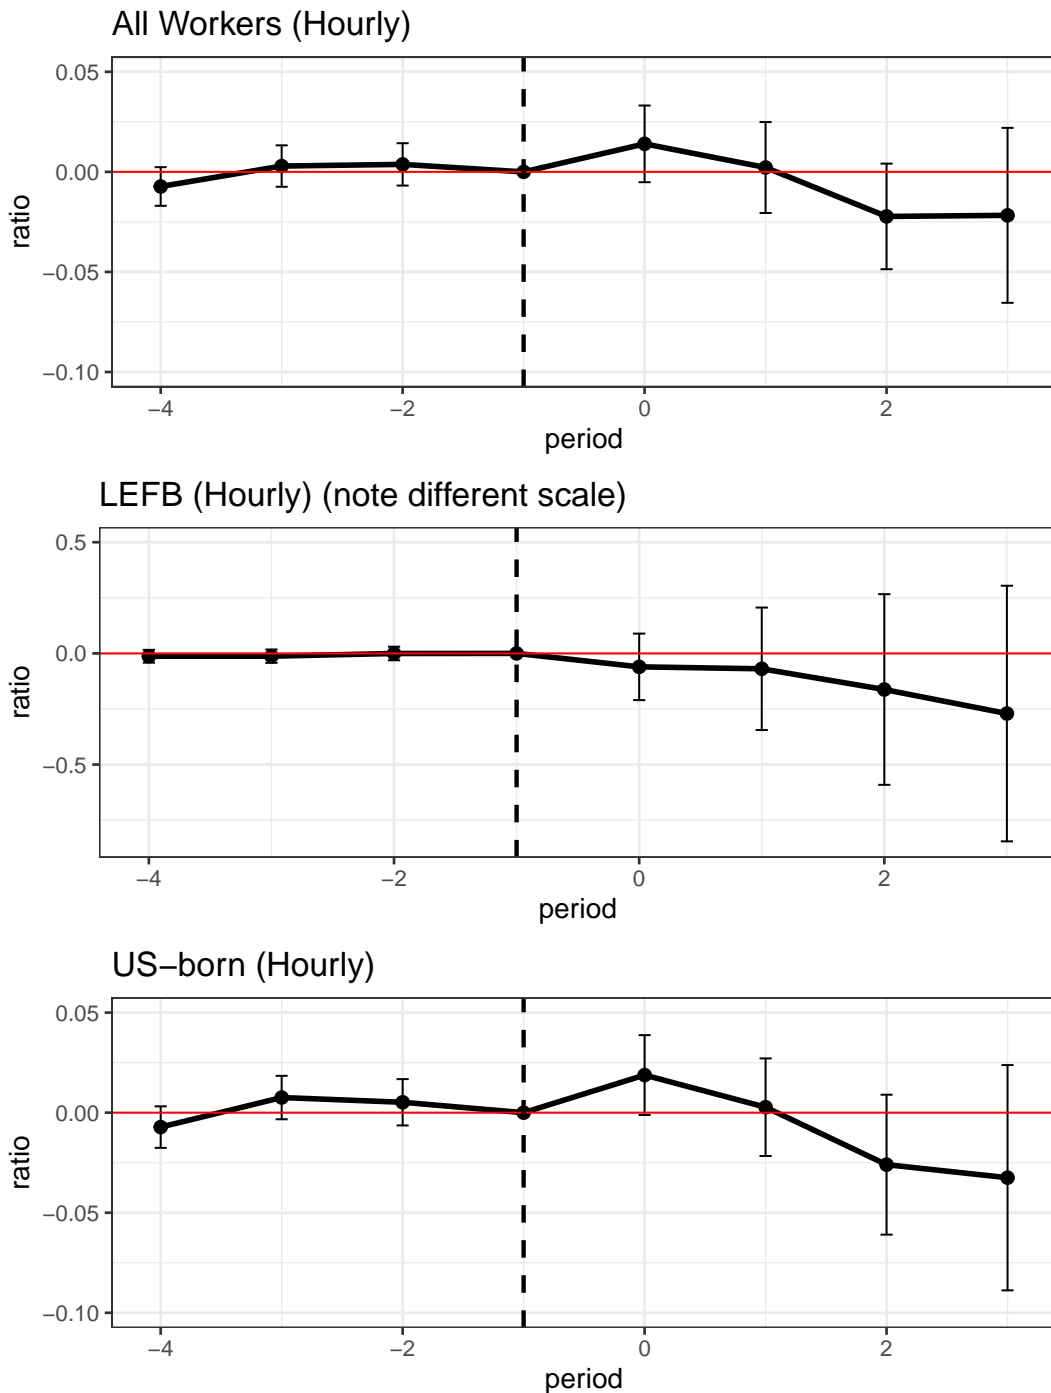 All Workers (Hourly)
0.05
0.00
−0.05
−0.10
ratio
−4
−2
0
2
period
LEFB (Hourly) (note different scale)
0.5
0.0
−0.5
ratio
−4
−2
0
2
period
US−born (Hourly)
0.05
0.00
−0.05
−0.10
ratio
−4
−2
0
2
period